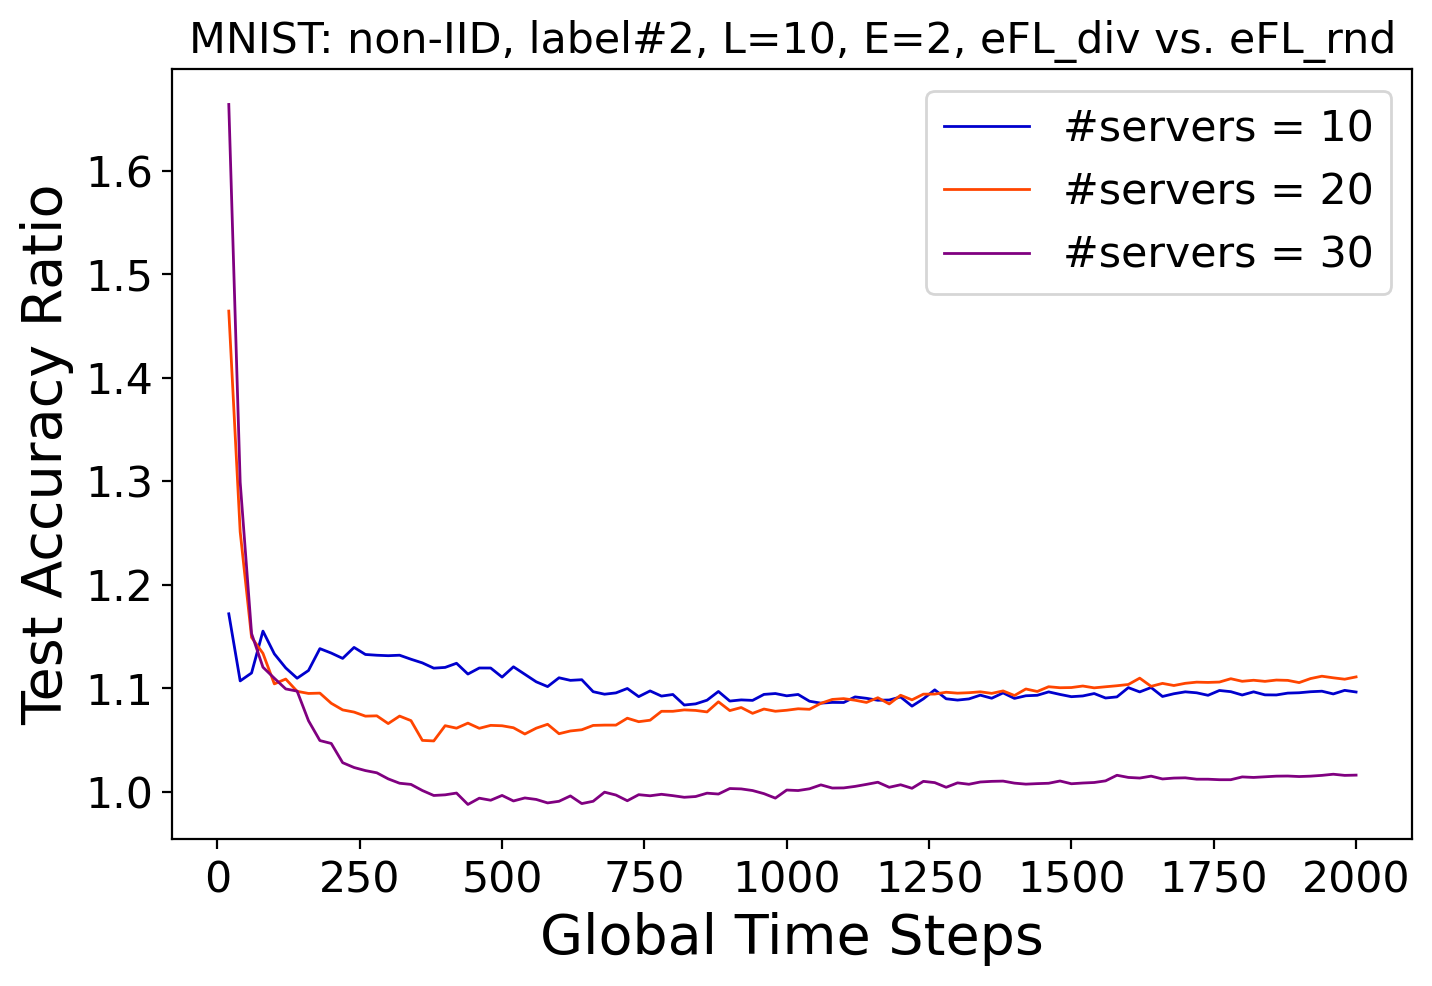 MNIST: non-IID, label#2, L=10, E=2, eFL_div vs. eFL_rnd
#servers = 10
#servers = 20
#servers = 30
Test Accuracy Ratio
1.6
1.5
1.4
1.3
1.2
1.1
1.0
0 250 500 750 1000 1250 1500 1750 2000
Global Time Steps